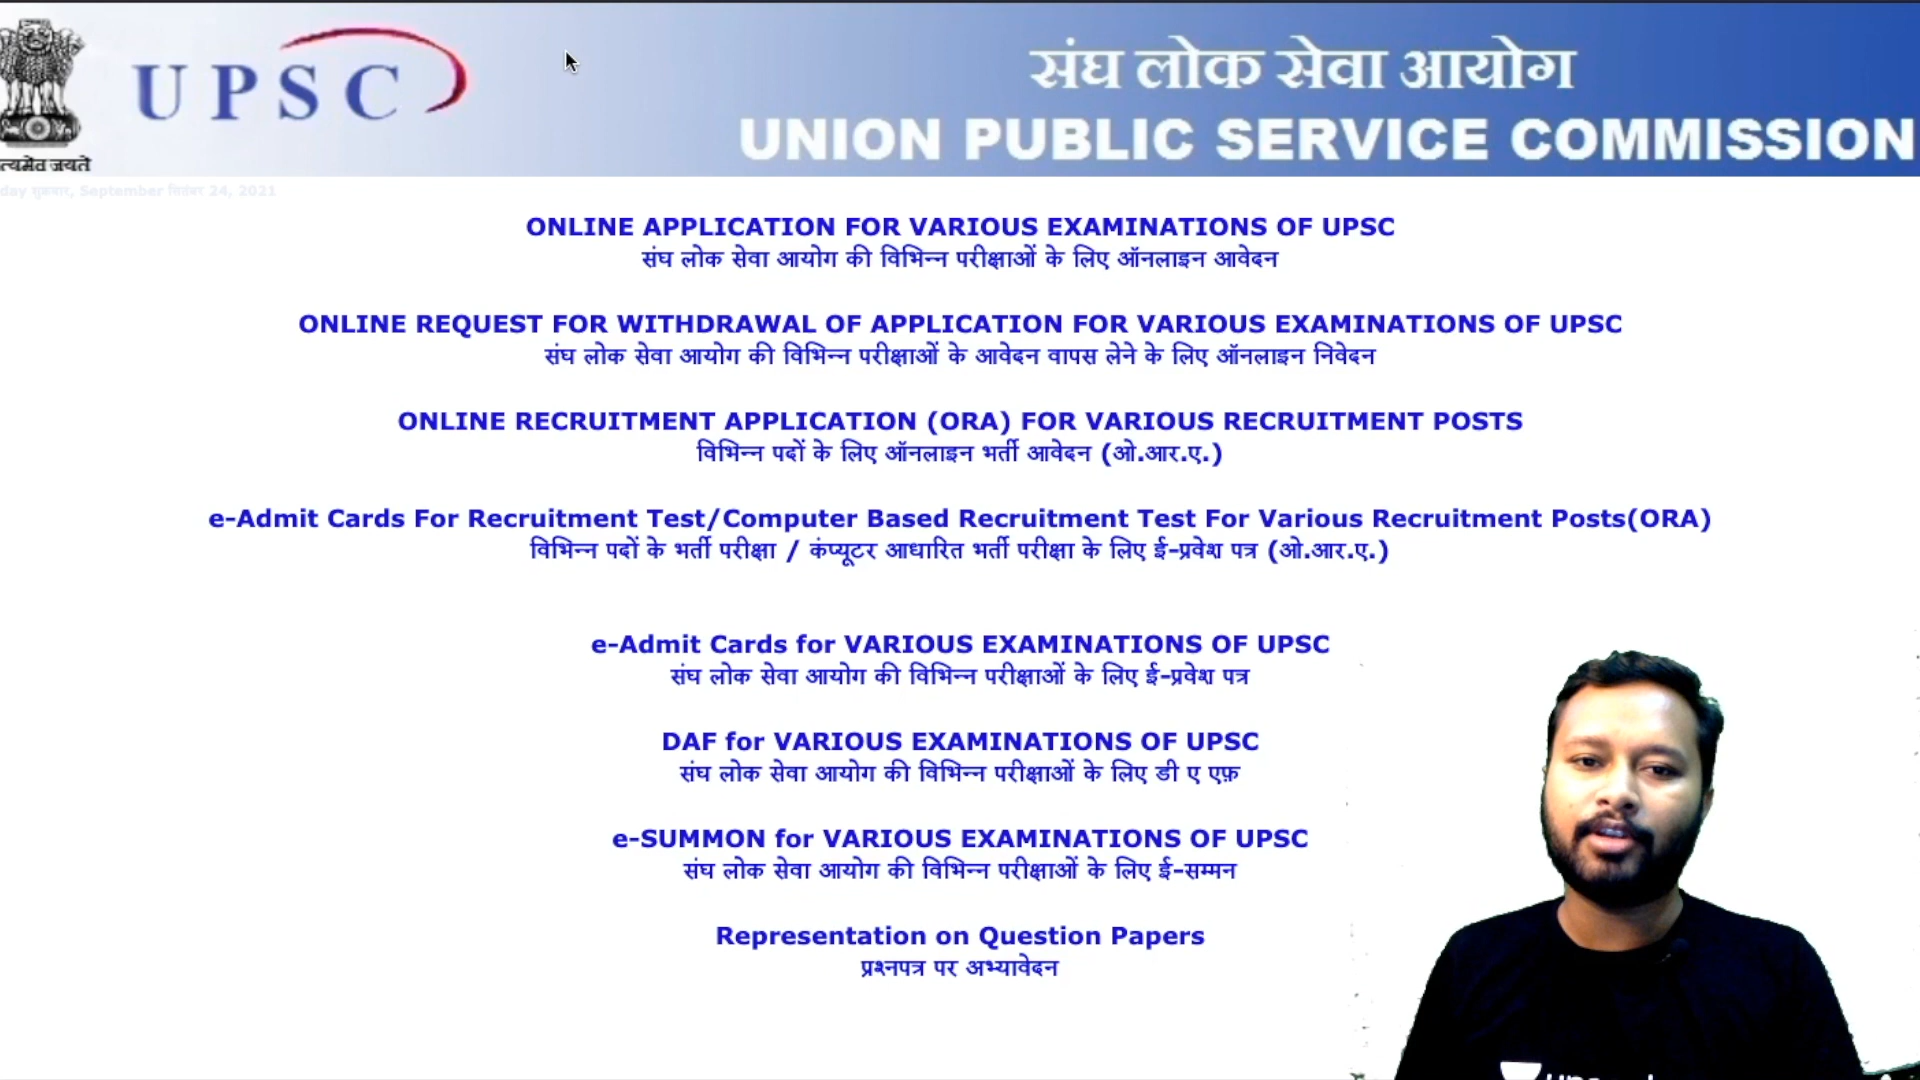 UPSC
संघ लोक सेवा आयोग
UNION PUBLIC SERVICE COMMISSION
जयते
day शुक्रवार, September सितंबर 24, 2021
ONLINE APPLICATION FOR VARIOUS EXAMINATIONS OF UPSC
संघ लोक सेवा आयोग की विभिन्न परीक्षाओं के लिए ऑनलाइन आवेदन
ONLINE REQUEST FOR WITHDRAWAL OF APPLICATION FOR VARIOUS EXAMINATIONS OF UPSC
संघ लोक सेवा आयोग की विभिन्न परीक्षाओं के आवेदन वापस लेने के लिए ऑनलाइन निवेदन
ONLINE RECRUITMENT APPLICATION (ORA) FOR VARIOUS RECRUITMENT POSTS
विभिन्न पदों के लिए ऑनलाइन भर्ती आवेदन (ओ.आर.ए.)
e-Admit Cards For Recruitment Test/Computer Based Recruitment Test For Various Recruitment Posts(ORA)
विभिन्न पदों के भर्ती परीक्षा / कंप्यूटर आधारित भर्ती परीक्षा के लिए ई-प्रवेश पत्र (ओ.आर.ए.)
e-Admit Cards for VARIOUS EXAMINATIONS OF UPSC
संघ लोक सेवा आयोग की विभिन्न परीक्षाओं के लिए ई-प्रवेश पत्र
DAF for VARIOUS EXAMINATIONS OF UPSC
संघ लोक सेवा आयोग की विभिन्न परीक्षाओं के लिए डी ए एफ़
e-SUMMON for VARIOUS EXAMINATIONS OF UPSC
संघ लोक सेवा आयोग की विभिन्न परीक्षाओं के लिए ई-सम्मन
Representation on Question Papers
प्रश्नपत्र पर अभ्यावेदन